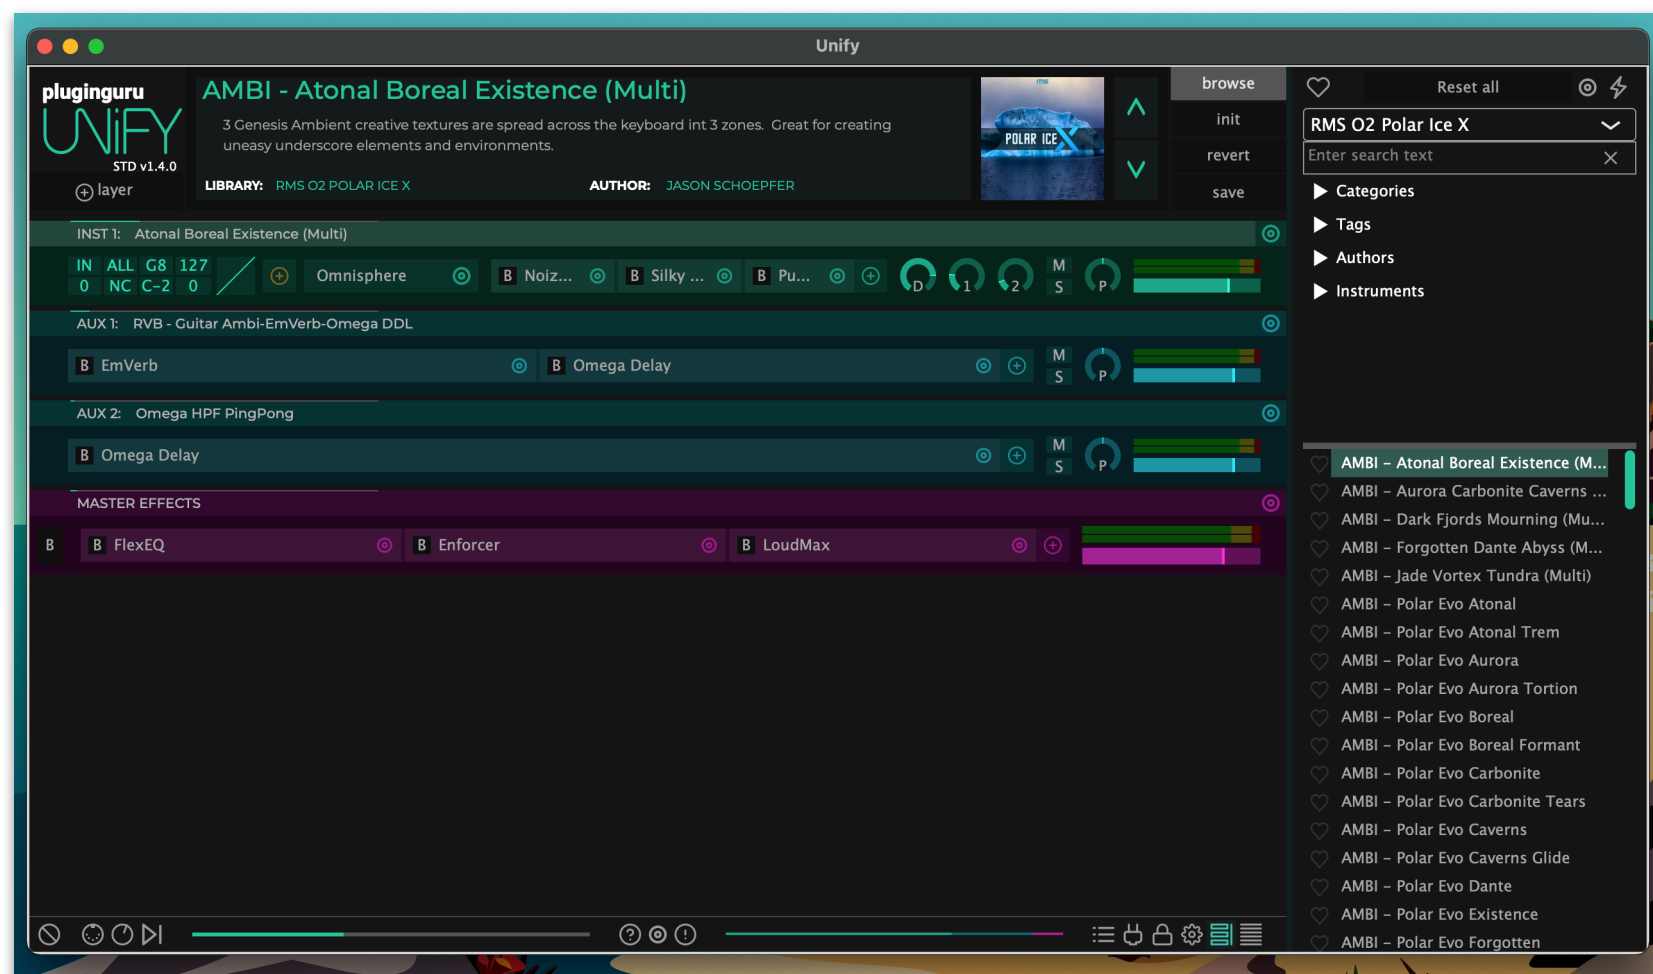 Unify
pluginguru
UNiFY
STD v1.4.0
layer
AMBI - Atonal Boreal Existence (Multi)
3 Genesis Ambient creative textures are spread across the keyboard int 3 zones. Great for creating
uneasy underscore elements and environments.
LIBRARY: RMS O2 POLAR ICE X AUTHOR: JASON SCHOEPFER
POLAR ICE X
browse
init
revert
save
INST 1: Atonal Boreal Existence (Multi)
IN ALL G8 127
0 NC C-2 0
Omnisphere
B Noiz...
B Silky ...
B Pu...
D 1 2
M
S
P
AUX 1: RVB - Guitar Ambi-EmVerb-Omega DDL
B EmVerb
B Omega Delay
M
S
P
AUX 2: Omega HPF PingPong
B Omega Delay
M
S
P
MASTER EFFECTS
B
B FlexEQ
B Enforcer
B LoudMax
Reset all
RMS O2 Polar Ice X
Enter search text
Categories
Tags
Authors
Instruments
AMBI – Atonal Boreal Existence (M...
AMBI – Aurora Carbonite Caverns ...
AMBI – Dark Fjords Mourning (Mu...
AMBI – Forgotten Dante Abyss (M...
AMBI – Jade Vortex Tundra (Multi)
AMBI – Polar Evo Atonal
AMBI – Polar Evo Atonal Trem
AMBI – Polar Evo Aurora
AMBI – Polar Evo Aurora Tortion
AMBI – Polar Evo Boreal
AMBI – Polar Evo Boreal Formant
AMBI – Polar Evo Carbonite
AMBI – Polar Evo Carbonite Tears
AMBI – Polar Evo Caverns
AMBI – Polar Evo Caverns Glide
AMBI – Polar Evo Dante
AMBI – Polar Evo Existence
AMBI – Polar Evo Forgotten